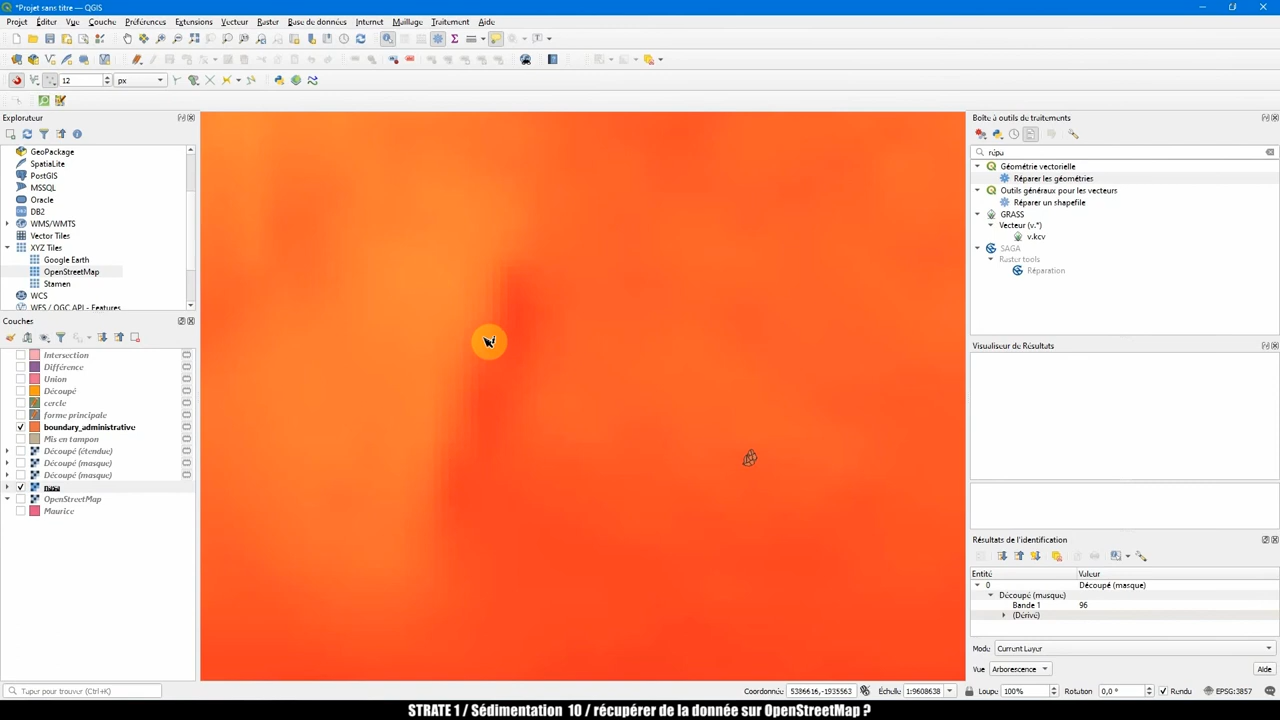 *Projet sans titre — QGIS
Projet Éditer Vue Couche Préférences Extensions Vecteur Raster Base de données Internet Maillage Traitement Aide
12 px
Explorateur
GeoPackage
SpatiaLite
PostGIS
MSSQL
Oracle
DB2
WMS/WMTS
Vector Tiles
XYZ Tiles
Google Earth
OpenStreetMap
Stamen
WCS
WFS / OGC API - Features
Couches
Intersection
Différence
Union
Découpé
cercle
forme principale
boundary_administrative
Mis en tampon
Découpé (étendue)
Découpé (masque)
Découpé (masque)
OpenStreetMap
Maurice
Boîte à outils de traitements
répa
Géométrie vectorielle
Réparer les géométries
Outils généraux pour les vecteurs
Réparer un shapefile
GRASS
Vecteur (v.*)
v.kcv
SAGA
Raster tools
Réparation
Visualiseur de Résultats
Résultats de l'identification
Entité Valeur
0 Découpé (masque)
Découpé (masque)
Bande 1 96
(Dérivé)
Mode Current Layer
Vue Arborescence Aide
Taper pour trouver (Ctrl+K) Coordonnée 5386616,-1935563 Échelle 1:9608638 Loupe 100% Rotation 0,0 ° Rendu EPSG:3857
STRATE 1 / Sédimentation 10 / récupérer de la donnée sur OpenStreetMap ?